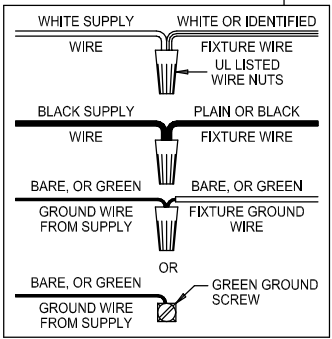 WHITE SUPPLY WIRE
WHITE OR IDENTIFIED FIXTURE WIRE
UL LISTED
WIRE NUTS
BLACK SUPPLY WIRE
PLAIN OR BLACK FIXTURE WIRE
BARE, OR GREEN
GROUND WIRE
FROM SUPPLY
BARE, OR GREEN
FIXTURE GROUND
WIRE
OR
BARE, OR GREEN
GROUND WIRE
FROM SUPPLY
GREEN GROUND
SCREW